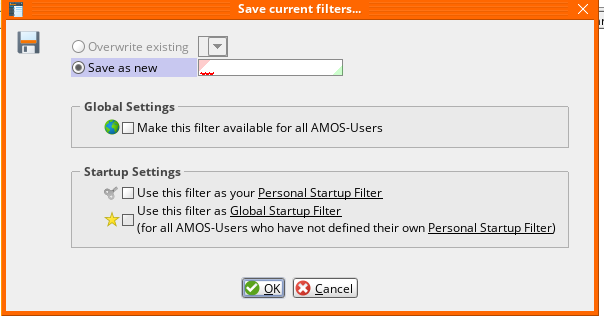 Save current filters...
Overwrite existing
Save as new
Global Settings
Make this filter available for all AMOS-Users
Startup Settings
Use this filter as your Personal Startup Filter
Use this filter as Global Startup Filter
(for all AMOS-Users who have not defined their own Personal Startup Filter)
OK
Cancel